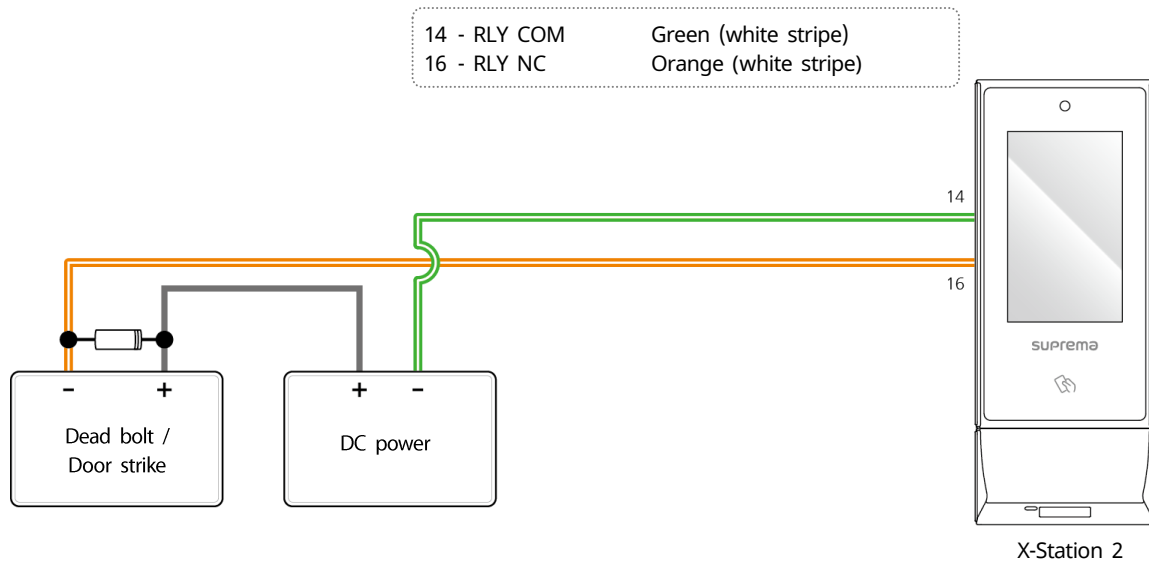 14 - RLY COM Green (white stripe)
16 - RLY NC Orange (white stripe)
14
16
suprema
- +
Dead bolt /
Door strike
+ -
DC power
X-Station 2